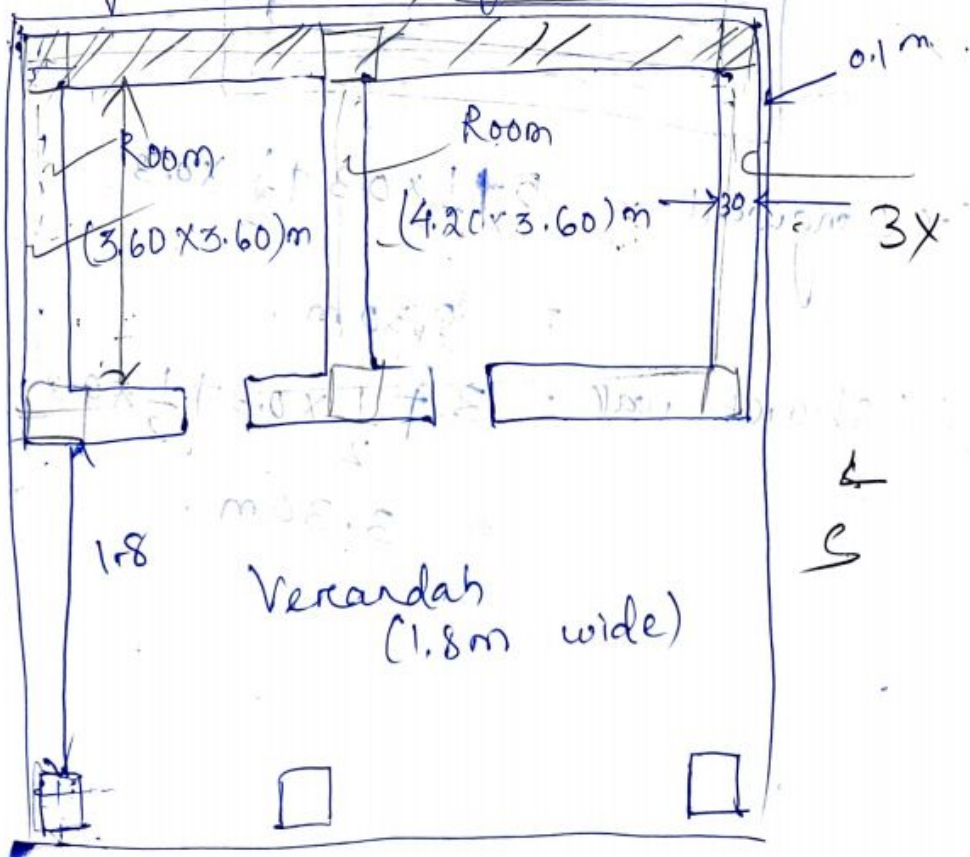 0.1 m
Room
Room
(3.60 X 3.60) m
(4.20 x 3.60) m
30
3X
1.8
Verandah
(1.8m wide)
S